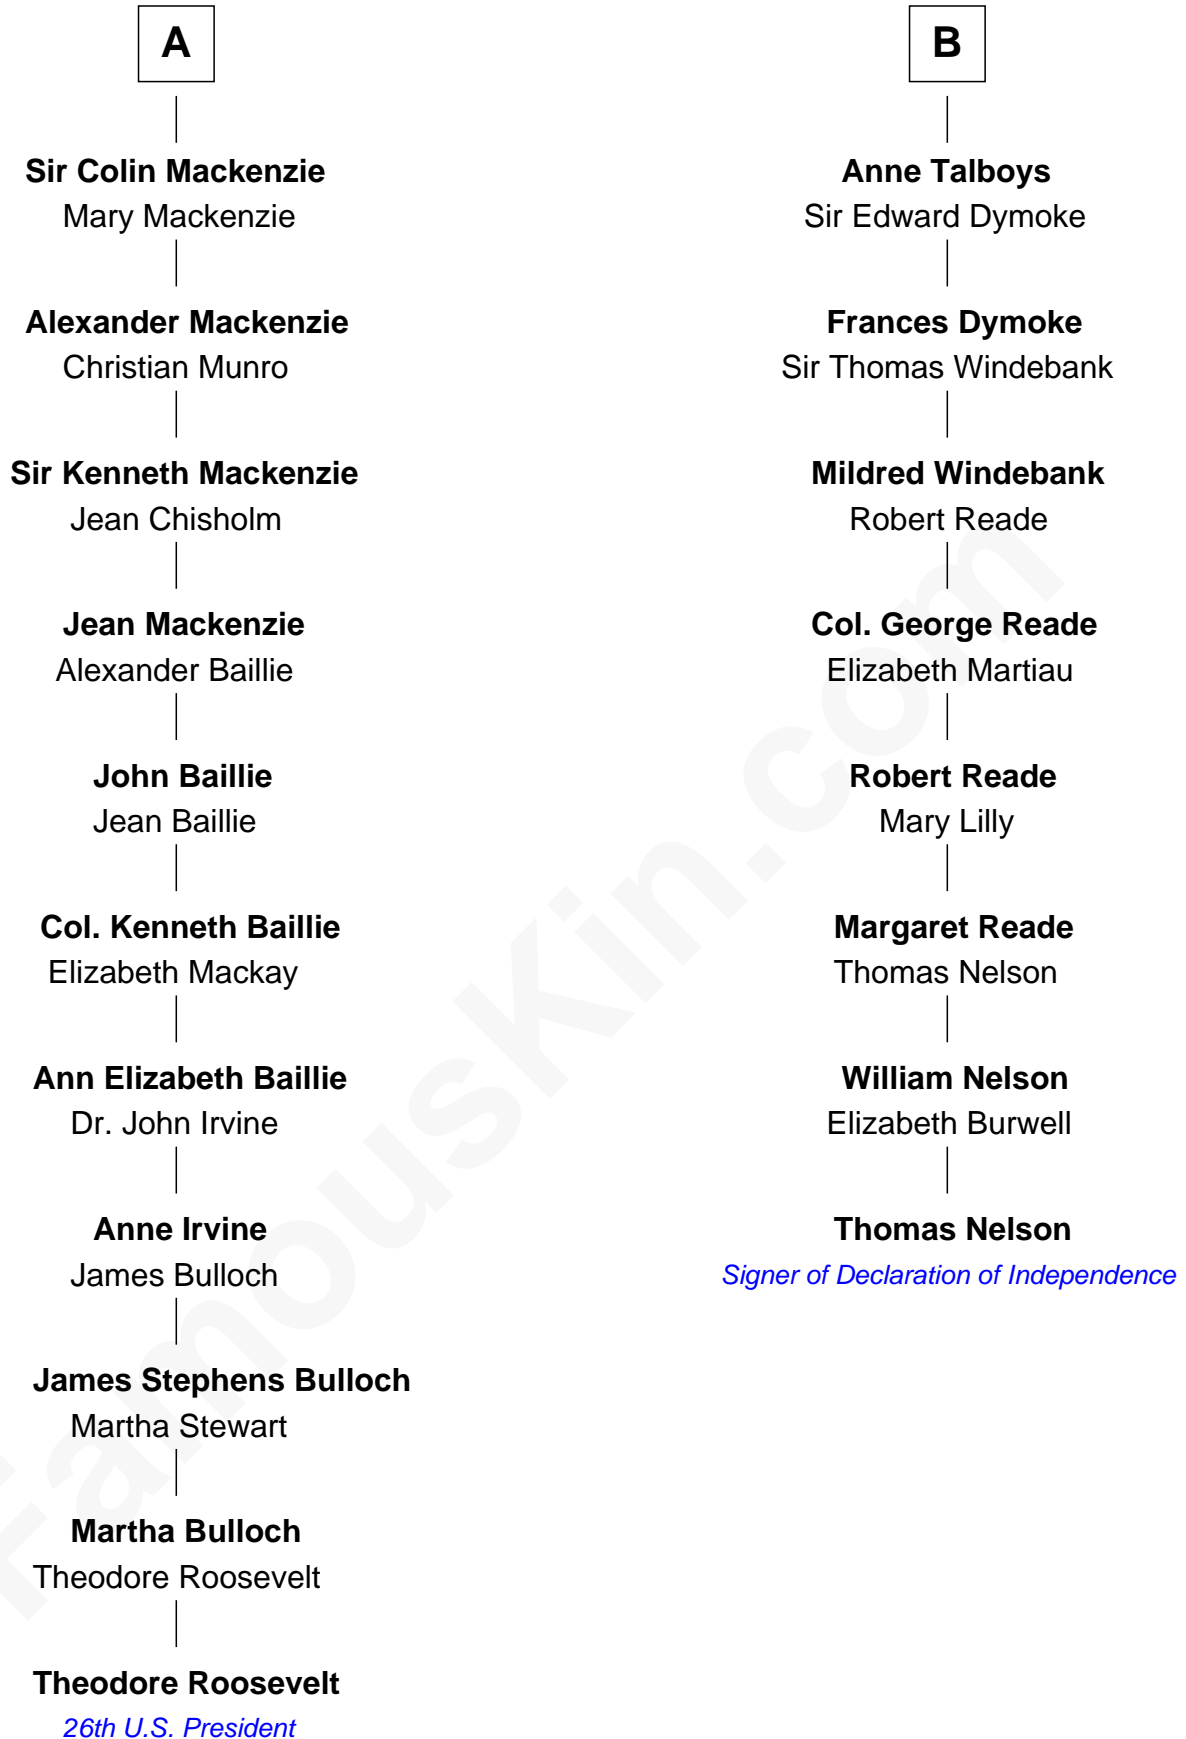 A
Sir Colin Mackenzie
Mary Mackenzie
Alexander Mackenzie
Christian Munro
Sir Kenneth Mackenzie
Jean Chisholm
Jean Mackenzie
Alexander Baillie
John Baillie
Jean Baillie
Col. Kenneth Baillie
Elizabeth Mackay
Ann Elizabeth Baillie
Dr. John Irvine
Anne Irvine
James Bulloch
James Stephens Bulloch
Martha Stewart
Martha Bulloch
Theodore Roosevelt
Theodore Roosevelt
26th U.S. President
B
Anne Talboys
Sir Edward Dymoke
Frances Dymoke
Sir Thomas Windebank
Mildred Windebank
Robert Reade
Col. George Reade
Elizabeth Martiau
Robert Reade
Mary Lilly
Margaret Reade
Thomas Nelson
William Nelson
Elizabeth Burwell
Thomas Nelson
Signer of Declaration of Independence
FamousKin.com